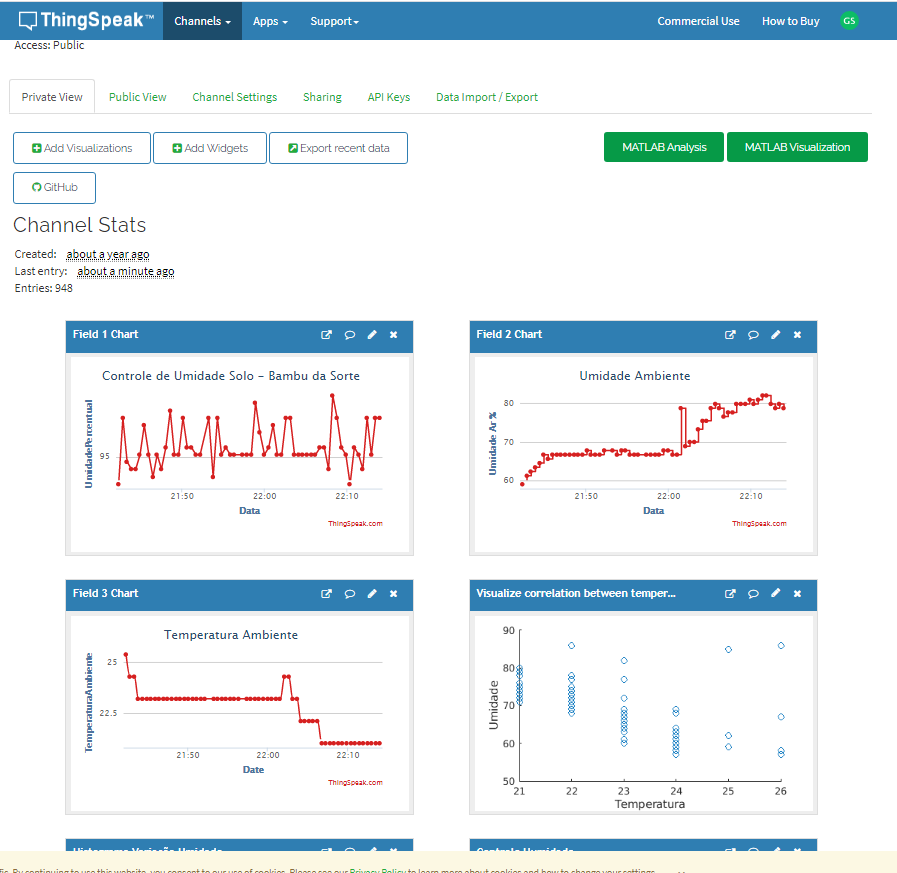 ThingSpeak™ Channels Apps Support Commercial Use How to Buy GS
Access: Public
Private View Public View Channel Settings Sharing API Keys Data Import / Export
Add Visualizations Add Widgets Export recent data MATLAB Analysis MATLAB Visualization
GitHub
Channel Stats
Created: about a year ago
Last entry: about a minute ago
Entries: 948
Field 1 Chart
Controle de Umidade Solo - Bambu da Sorte
UmidadePercentual
95
21:50 22:00 22:10
Data
ThingSpeak.com
Field 2 Chart
Umidade Ambiente
Umidade Ar %
80
70
60
21:50 22:00 22:10
Data
ThingSpeak.com
Field 3 Chart
Temperatura Ambiente
TemperaturaAmbiente
25
22.5
21:50 22:00 22:10
Date
ThingSpeak.com
Visualize correlation between temper...
Umidade
90
80
70
60
50
21 22 23 24 25 26
Temperatura
Histograma Variação Umidade
Controle Humidade
fic. By continuing to use this website, you consent to our use of cookies. Please see our Privacy Policy to learn more about cookies and how to change your settings.